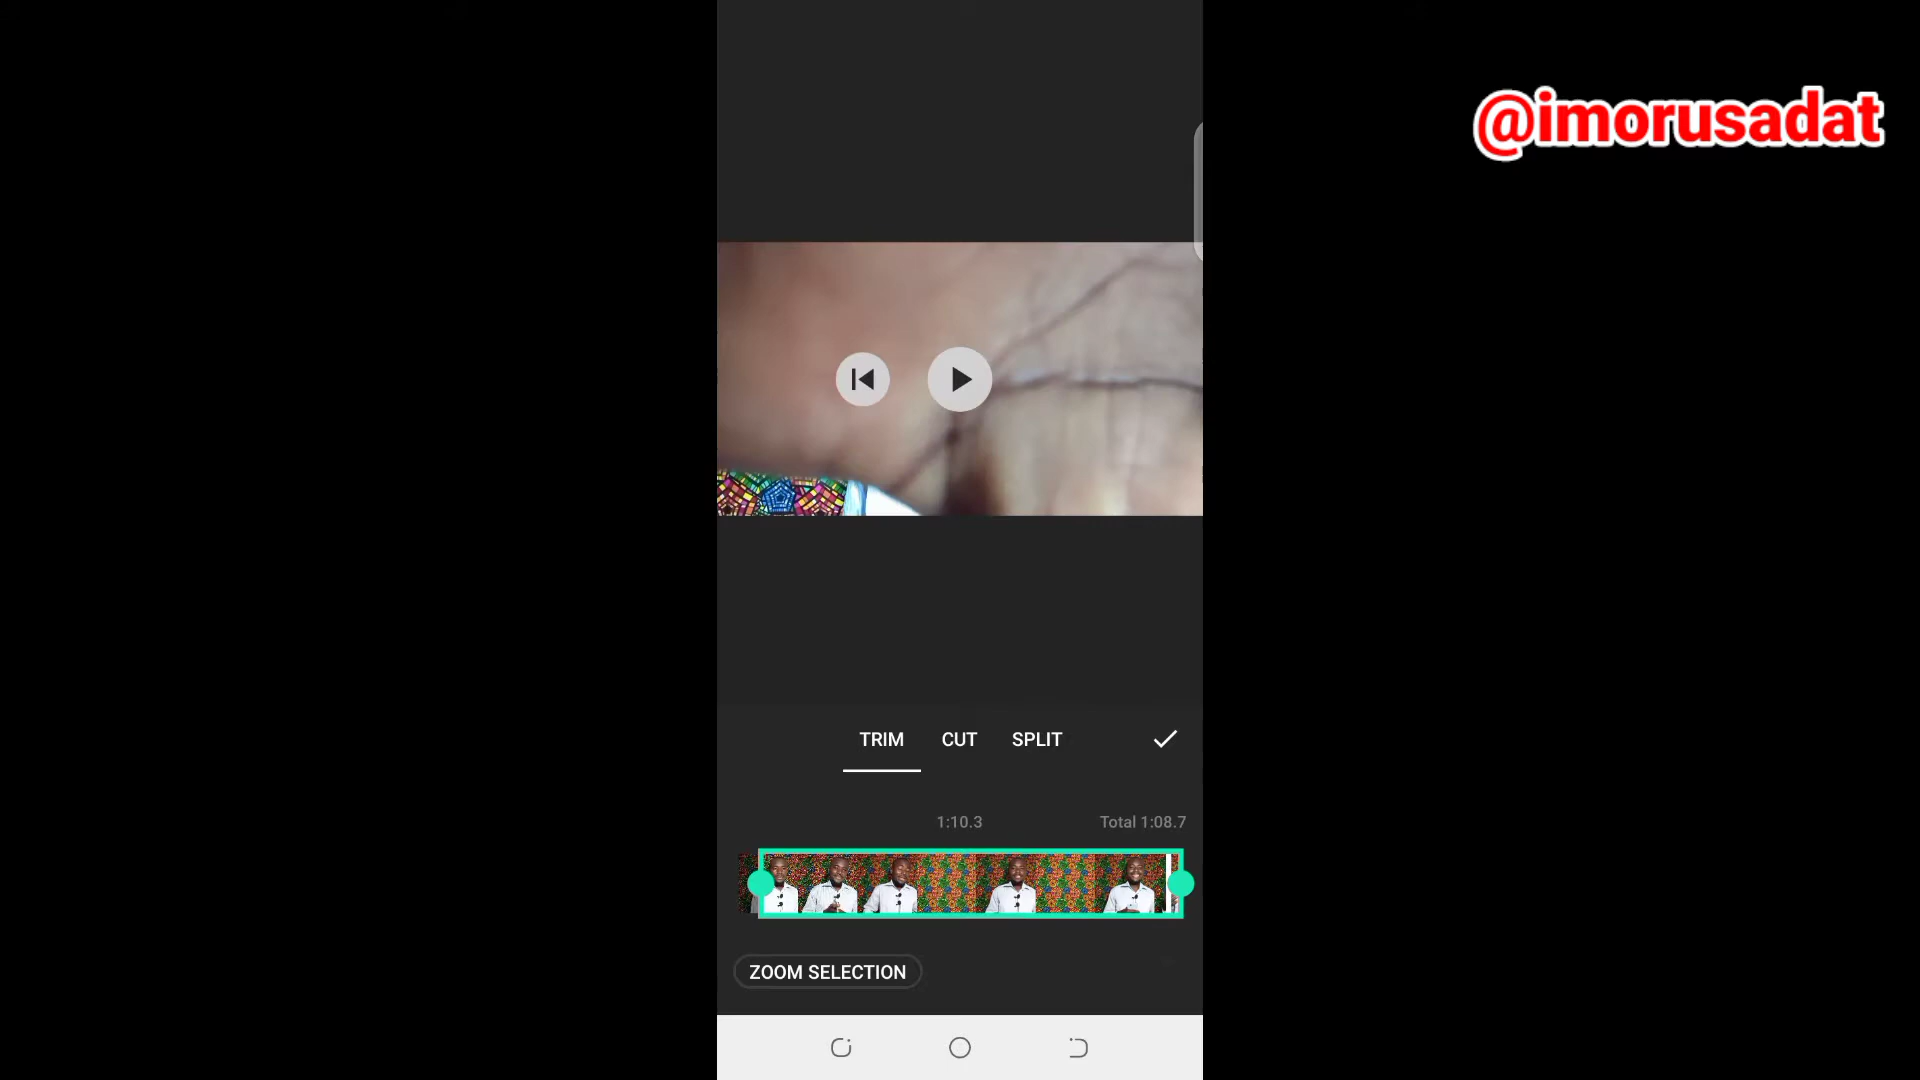 @imorusadat
TRIM CUT SPLIT
1:10.3 Total 1:08.7
ZOOM SELECTION